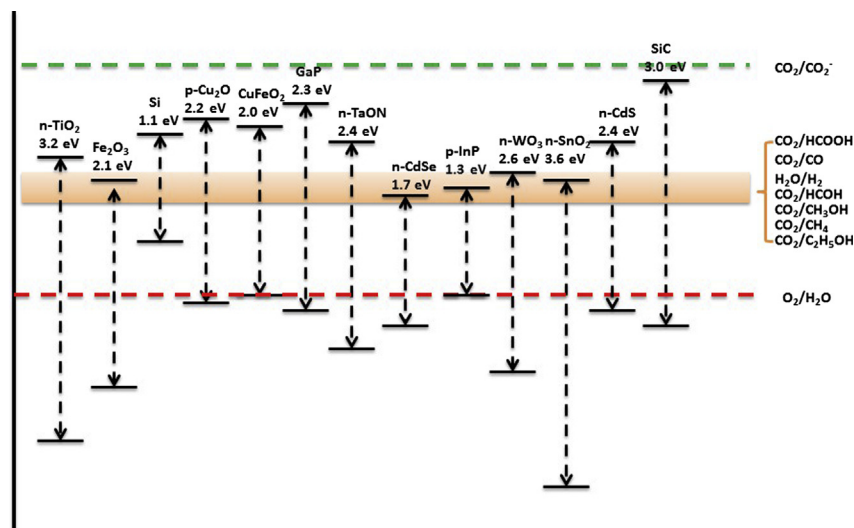 SiC
3.0 eV
CO₂/CO₂⁻
GaP
2.3 eV
p-Cu₂O
2.2 eV
CuFeO₂
2.0 eV
Si
1.1 eV
n-TaON
2.4 eV
n-CdS
2.4 eV
n-TiO₂
3.2 eV
Fe₂O₃
2.1 eV
n-CdSe
1.7 eV
p-InP
1.3 eV
n-WO₃
2.6 eV
n-SnO₂
3.6 eV
CO₂/HCOOH
CO₂/CO
H₂O/H₂
CO₂/HCOH
CO₂/CH₃OH
CO₂/CH₄
CO₂/C₂H₅OH
O₂/H₂O